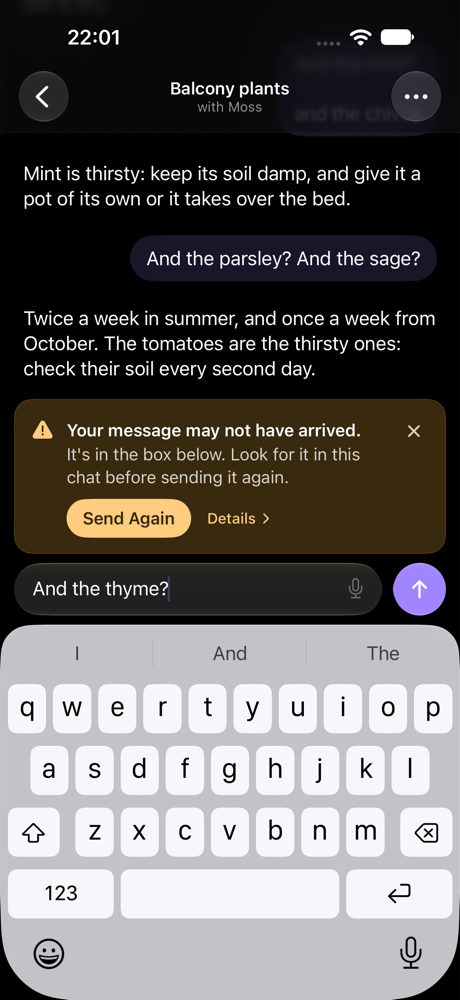 22:01
Balcony plants
with Moss
Mint is thirsty: keep its soil damp, and give it a
pot of its own or it takes over the bed.
And the parsley? And the sage?
Twice a week in summer, and once a week from
October. The tomatoes are the thirsty ones:
check their soil every second day.
Your message may not have arrived.
It's in the box below. Look for it in this
chat before sending it again.
Send Again
Details
And the thyme?
I And The
q w e r t y u i o p
a s d f g h j k l
z x c v b n m
123